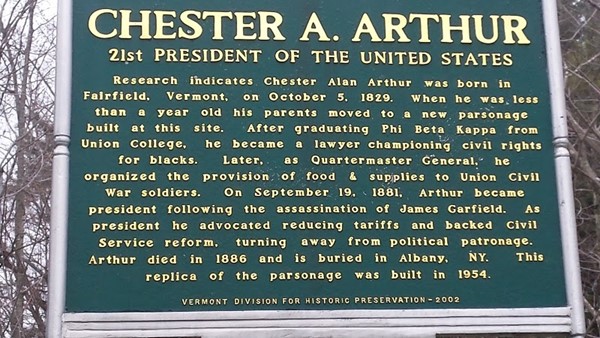 CHESTER A. ARTHUR
21st PRESIDENT OF THE UNITED STATES
Research indicates Chester Alan Arthur was born in
Fairfield, Vermont, on October 5, 1829. When he was less
than a year old his parents moved to a new parsonage
built at this site. After graduating Phi Beta Kappa from
Union College, he became a lawyer championing civil rights
for blacks. Later, as Quartermaster General, he
organized the provision of food & supplies to Union Civil
War soldiers. On September 19, 1881, Arthur became
president following the assassination of James Garfield. As
president he advocated reducing tariffs and backed Civil
Service reform, turning away from political patronage.
Arthur died in 1886 and is buried in Albany, NY. This
replica of the parsonage was built in 1954.
VERMONT DIVISION FOR HISTORIC PRESERVATION - 2002